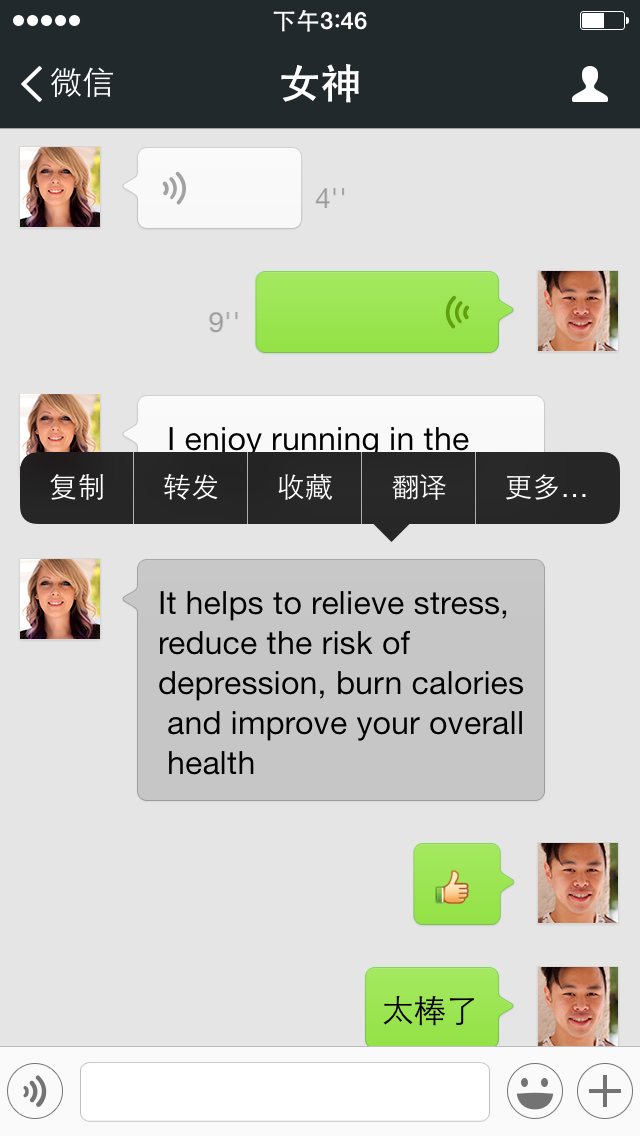 下午3:46
微信
女神
4''
9''
I enjoy running in the
复制 转发 收藏 翻译 更多...
It helps to relieve stress,
reduce the risk of
depression, burn calories
and improve your overall
health
太棒了